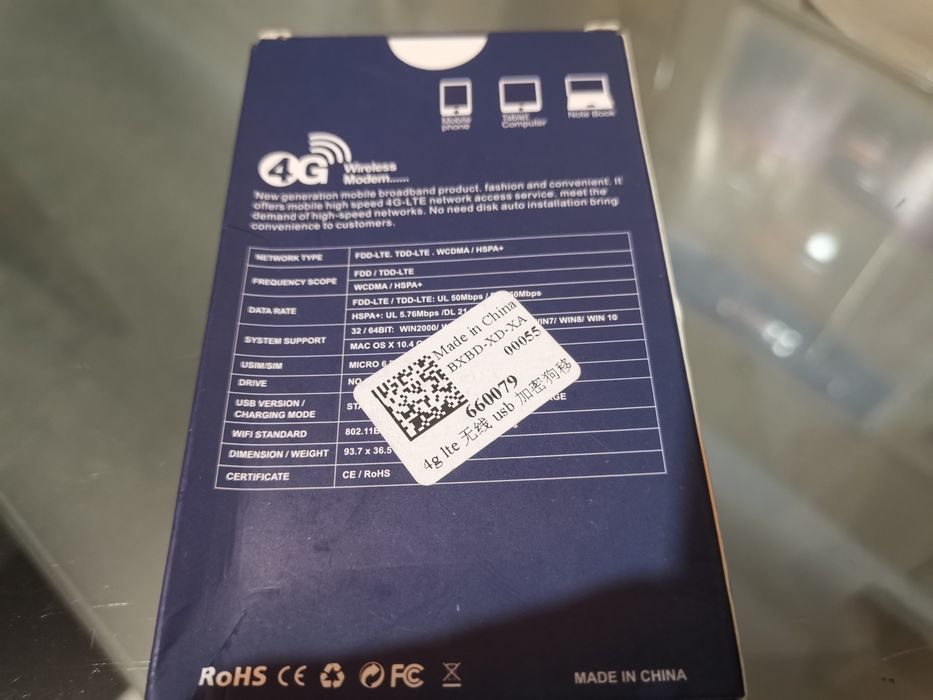 Mobile
phone
Tablet
Computer
Note Book
4G Wireless
Modem......
New generation mobile broadband product. fashion and convenient. It
offers mobile high speed 4G-LTE network access service, meet the
demand of high-speed networks. No need disk auto installation bring
convenience to customers.
NETWORK TYPE FDD-LTE. TDD-LTE . WCDMA / HSPA+
FREQUENCY SCOPE FDD / TDD-LTE
WCDMA / HSPA+
DATA RATE FDD-LTE / TDD-LTE: UL 50Mbps / 50Mbps
HSPA+: UL 5.76Mbps /DL 21
SYSTEM SUPPORT 32 / 64BIT: WIN2000/ WIN7/ WIN8/ WIN 10
MAC OS X 10.4
USIM/SIM MICRO 6
DRIVE NO
USB VERSION /
CHARGING MODE STA
WIFI STANDARD 802.11
DIMENSION / WEIGHT 93.7 x 36.5
CERTIFICATE CE / RoHS
Made in China
BXBD-XD-XA
00055
660079
4g lte 无线 usb 加密狗移
RoHS CE FC
MADE IN CHINA